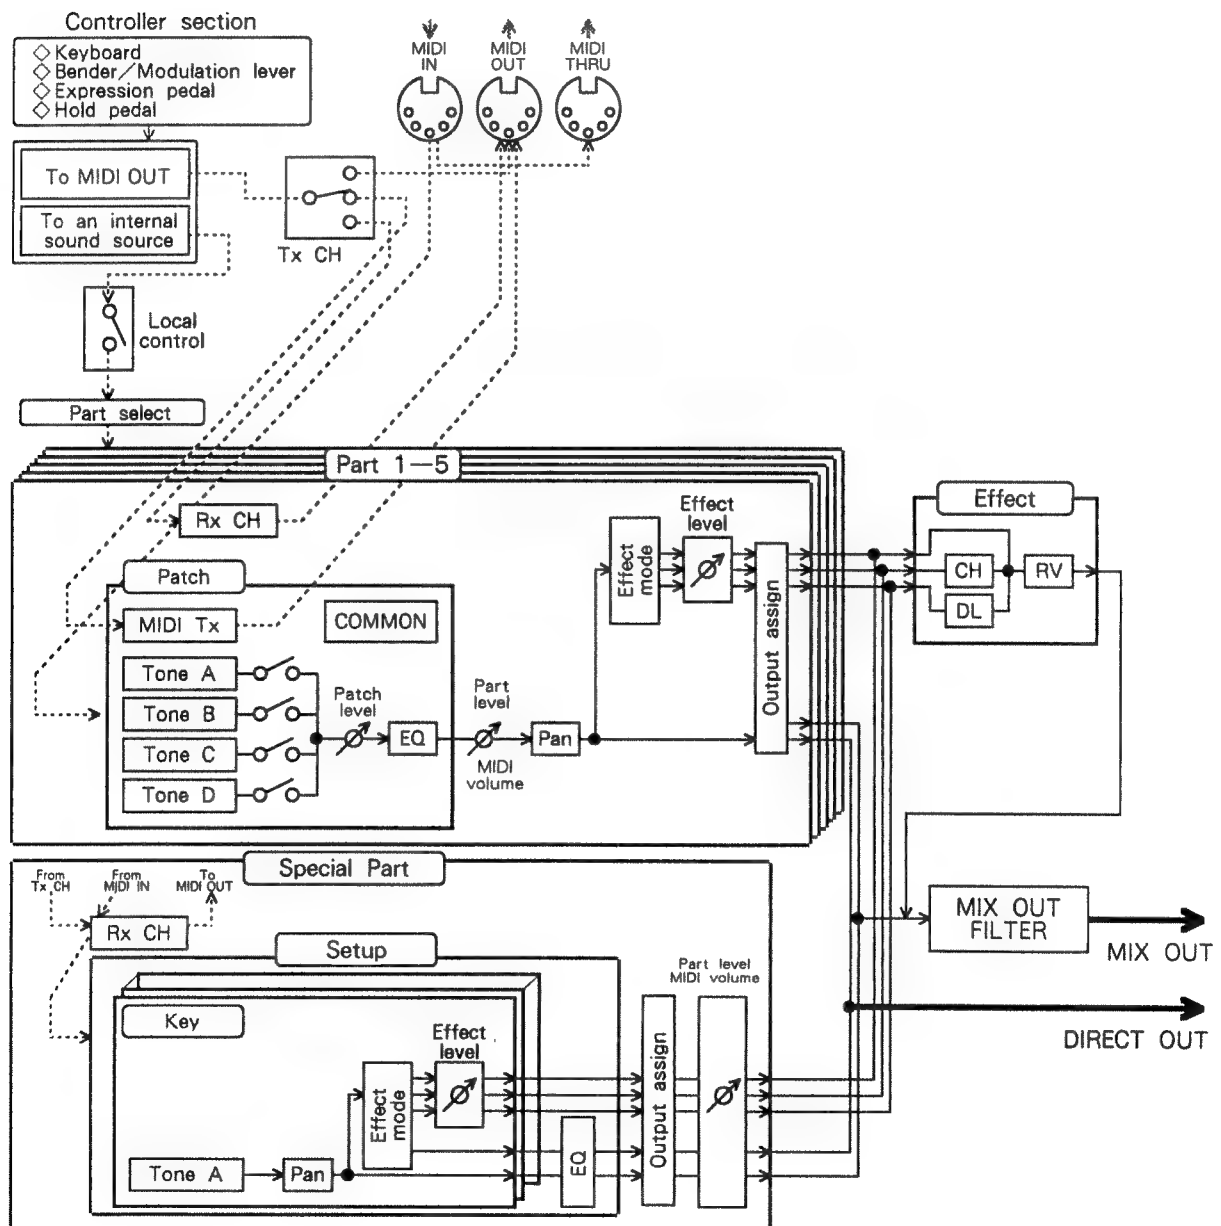 Controller section
◇ Keyboard
◇ Bender/Modulation lever
◇ Expression pedal
◇ Hold pedal
MIDI
IN
MIDI
OUT
MIDI
THRU
To MIDI OUT
To an internal
sound source
Tx CH
Local
control
Part select
Part 1—5
Rx CH
Patch
MIDI Tx
COMMON
Tone A
Tone B
Tone C
Tone D
Patch
level
EQ
Part
level
MIDI
volume
Pan
Effect
mode
Effect
level
Output assign
Effect
CH
DL
RV
Special Part
From
Tx CH
From
MIDI IN
To
MIDI OUT
Rx CH
Setup
Key
Tone A
Pan
Effect
mode
Effect
level
EQ
Output assign
Part level
MIDI volume
MIX OUT
FILTER
MIX OUT
DIRECT OUT